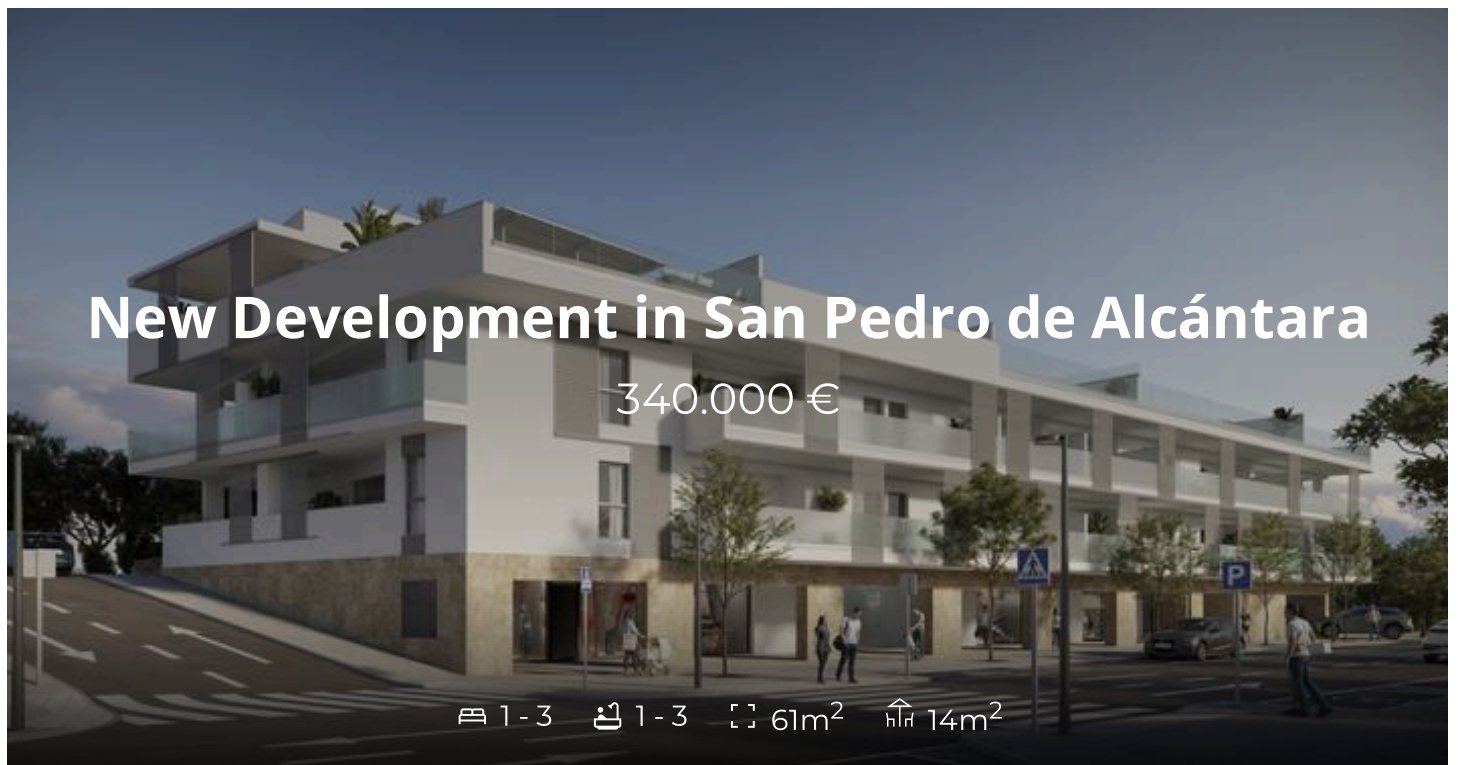 New Development in San Pedro de Alcántara
340.000 €
1 - 3 1 - 3 61m² 14m²
P